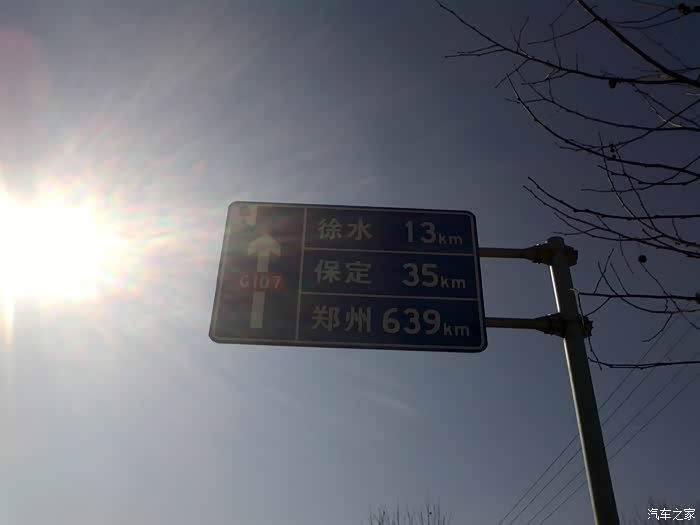 徐水 13km
保定 35km
G107
郑州 639km
汽车之家